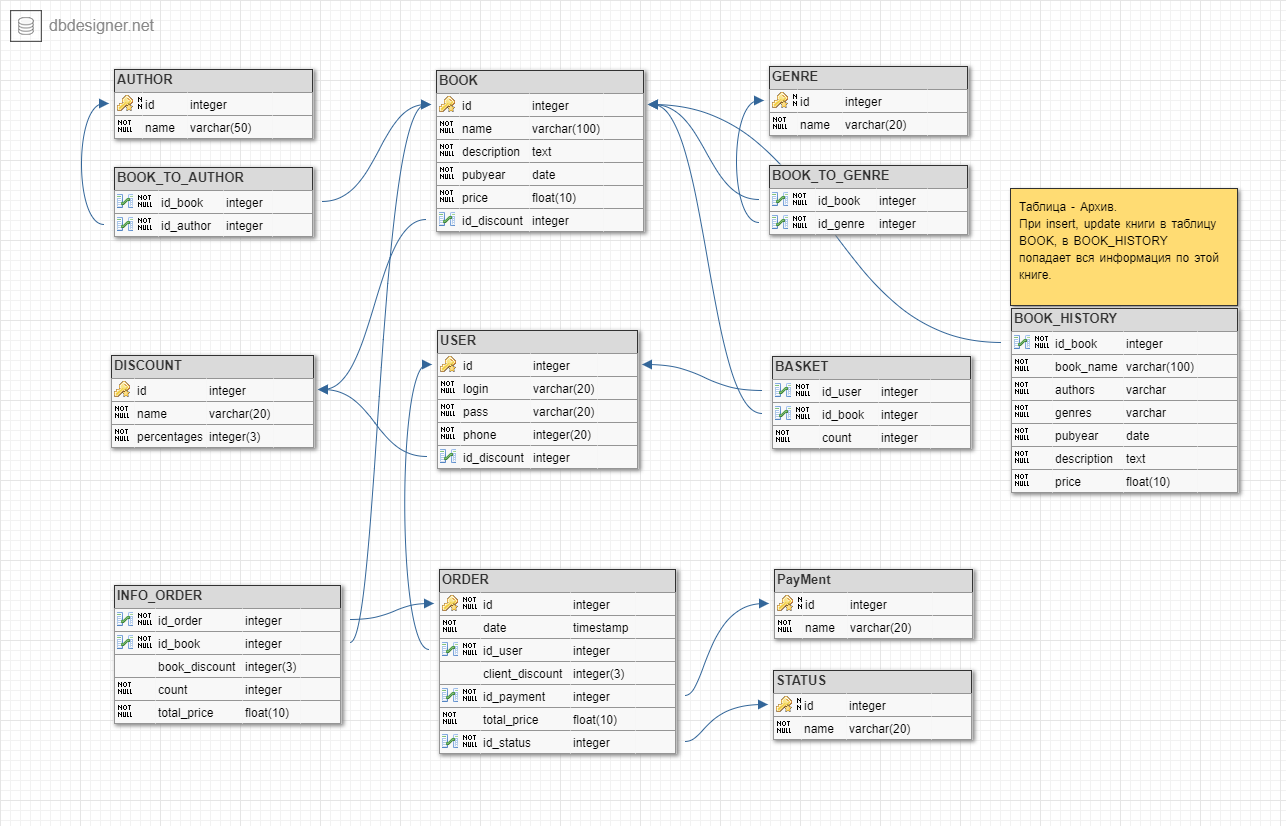 dbdesigner.net
AUTHOR
N N id integer
NOT NULL name varchar(50)
BOOK_TO_AUTHOR
NOT NULL id_book integer
NOT NULL id_author integer
BOOK
id integer
NOT NULL name varchar(100)
NOT NULL description text
NOT NULL pubyear date
NOT NULL price float(10)
id_discount integer
GENRE
N N id integer
NOT NULL name varchar(20)
BOOK_TO_GENRE
NOT NULL id_book integer
NOT NULL id_genre integer
Таблица - Архив.
При insert, update книги в таблицу
BOOK, в BOOK_HISTORY
попадает вся информация по этой
книге.
BOOK_HISTORY
NOT NULL id_book integer
NOT NULL book_name varchar(100)
NOT NULL authors varchar
NOT NULL genres varchar
NOT NULL pubyear date
NOT NULL description text
NOT NULL price float(10)
DISCOUNT
id integer
NOT NULL name varchar(20)
NOT NULL percentages integer(3)
USER
id integer
NOT NULL login varchar(20)
NOT NULL pass varchar(20)
NOT NULL phone integer(20)
id_discount integer
BASKET
NOT NULL id_user integer
NOT NULL id_book integer
NOT NULL count integer
INFO_ORDER
NOT NULL id_order integer
NOT NULL id_book integer
book_discount integer(3)
NOT NULL count integer
NOT NULL total_price float(10)
ORDER
NOT NULL id integer
NOT NULL date timestamp
NOT NULL id_user integer
client_discount integer(3)
NOT NULL id_payment integer
NOT NULL total_price float(10)
NOT NULL id_status integer
PayMent
N N id integer
NOT NULL name varchar(20)
STATUS
N N id integer
NOT NULL name varchar(20)